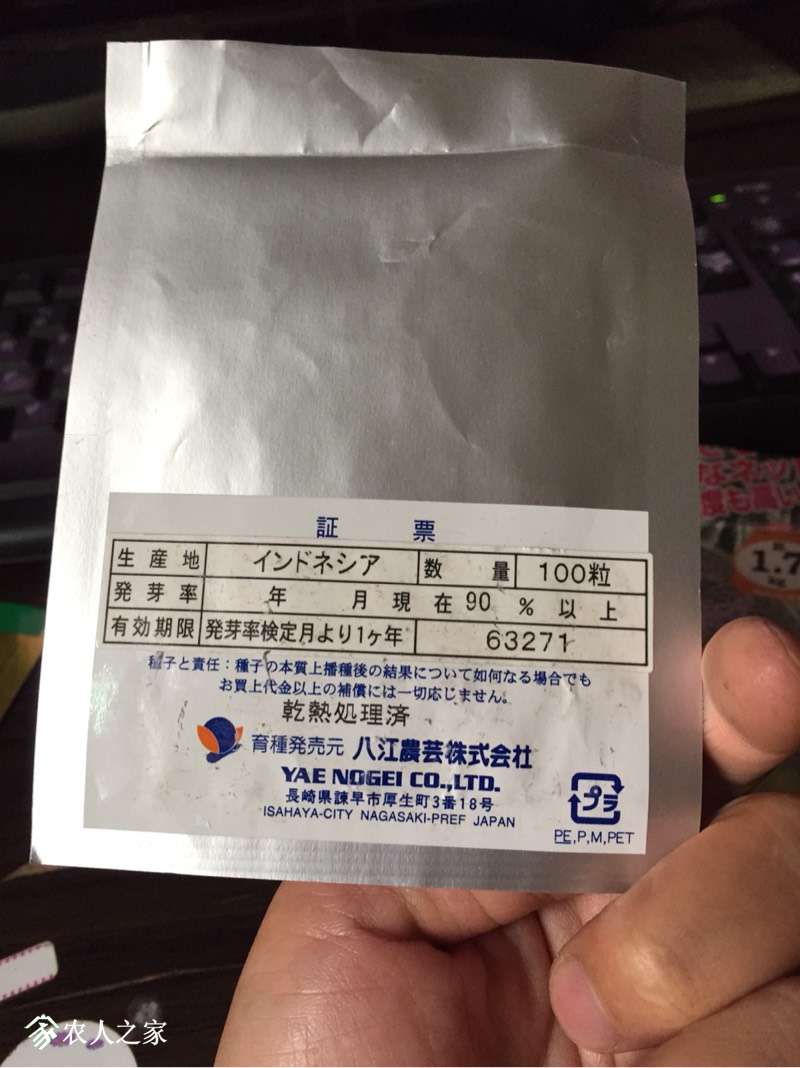 証 票
生産地 インドネシア 数量 100粒
発芽率 年 月現在90%以上
有効期限 発芽率検定月より1ヶ年 63271
種子と責任:種子の本質上播種後の結果について如何なる場合でも
お買上代金以上の補償には一切応じません。
乾熱処理済
育種発売元 八江農芸株式会社
YAE NOGEI CO.,LTD.
長崎県諫早市厚生町3番18号
ISAHAYA-CITY NAGASAKI-PREF JAPAN
プラ
PE,P,M,PET
1.7
农人之家